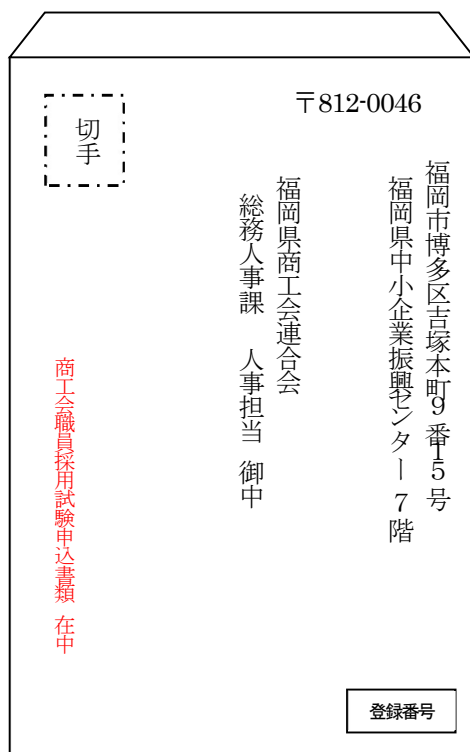 〒812-0046
切手
福岡市博多区吉塚本町9番15号
福岡県中小企業振興センター 7階
福岡県商工会連合会
総務人事課 人事担当 御中
商工会職員採用試験申込書類 在中
登録番号